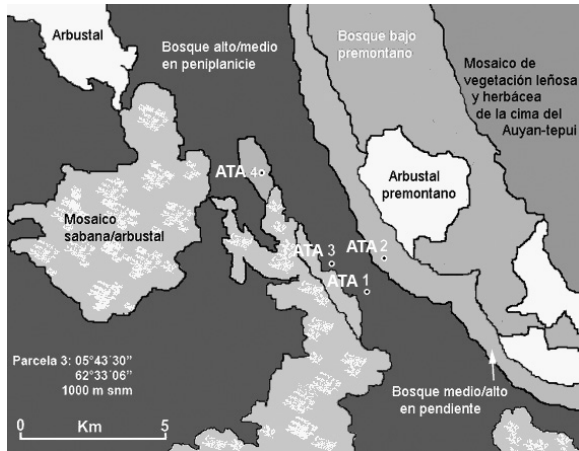 Arbustal
Bosque alto/medio
en peniplanicie
Bosque bajo
premontano
Mosaico de
vegetación leñosa
y herbácea
de la cima del
Auyan-tepui
ATA 4
Arbustal
premontano
Mosaico
sabana/arbustal
ATA 3
ATA 2
ATA 1
Parcela 3: 05°43´30”
62°33´06”
1000 m snm
Bosque medio/alto
en pendiente
0 Km 5